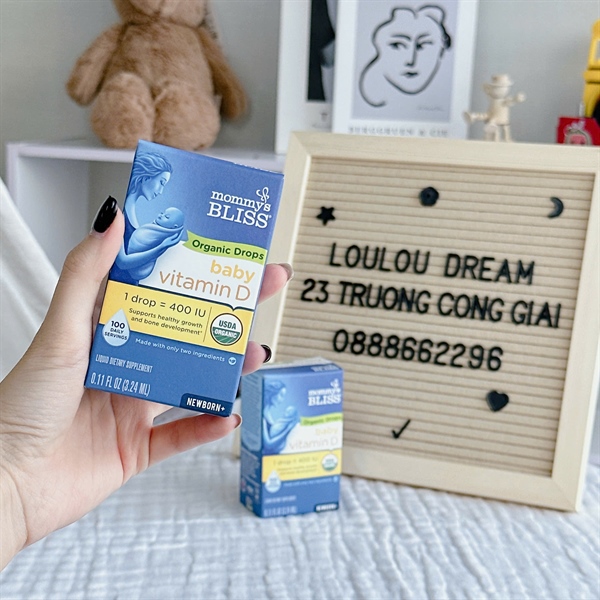 mommy's
BLISS
Organic Drops
baby
vitamin D
1 drop = 400 IU
Supports healthy growth
and bone development†
100
DAILY
SERVINGS
USDA
ORGANIC
Made with only two ingredients
LIQUID DIETARY SUPPLEMENT
0.11 FL OZ (3.24 ML)
NEWBORN+
LOULOU DREAM
23 TRUONG CONG GIAI
0888662296
mommy's
BLISS
Organic Drops
baby
vitamin D
1 drop = 400 IU
NEWBORN+